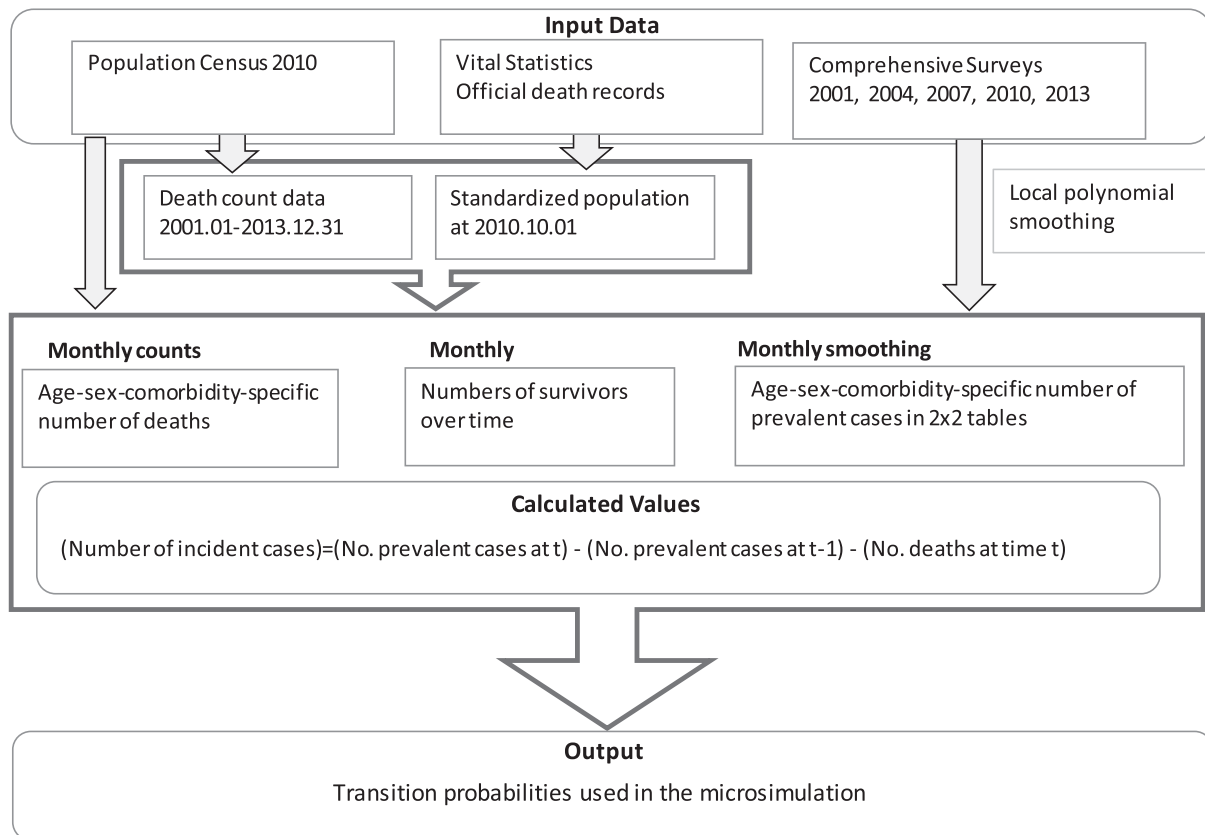 Input Data
Population Census 2010
Vital Statistics
Official death records
Comprehensive Surveys
2001, 2004, 2007, 2010, 2013
Death count data
2001.01-2013.12.31
Standardized population
at 2010.10.01
Local polynomial
smoothing
Monthly counts
Age-sex-comorbidity-specific
number of deaths
Monthly
Numbers of survivors
over time
Monthly smoothing
Age-sex-comorbidity-specific number of
prevalent cases in 2x2 tables
Calculated Values
(Number of incident cases)=(No. prevalent cases at t) - (No. prevalent cases at t-1) - (No. deaths at time t)
Output
Transition probabilities used in the microsimulation